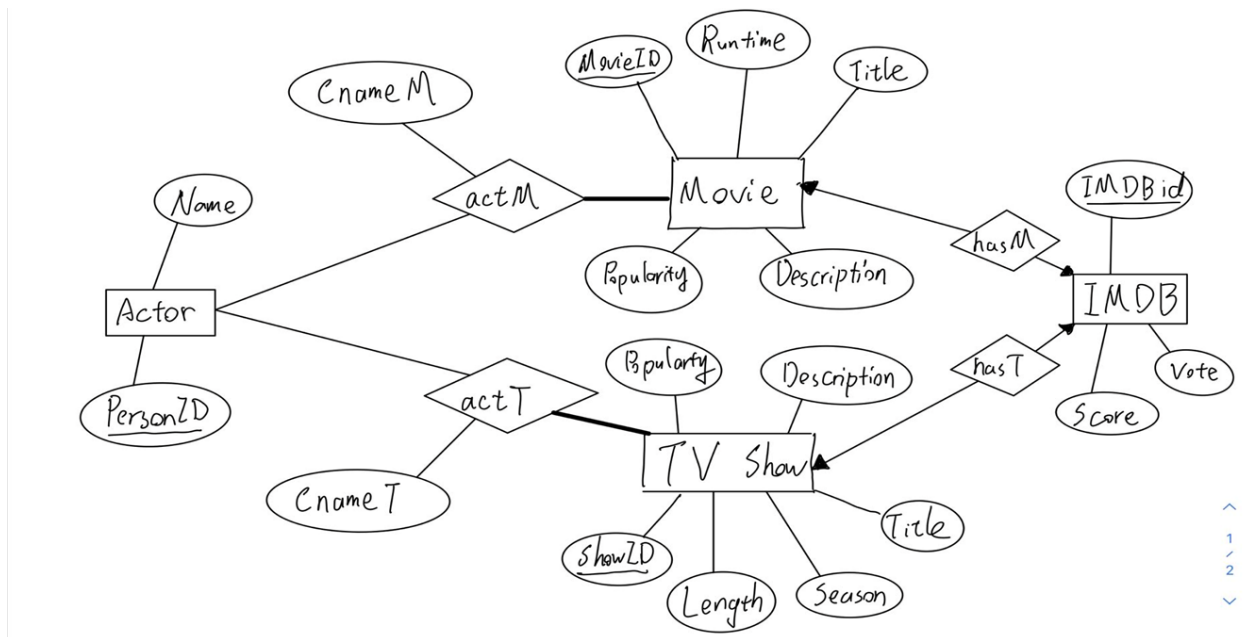 Runtime
MovieID
Title
CnameM
actM
Movie
IMDBid
Name
hasM
Popularity
Description
Actor
IMDB
Popularity
Description
hasT
Vote
PersonID
actT
Score
TV Show
CnameT
Title
ShowID
Length
Season
1
/
2